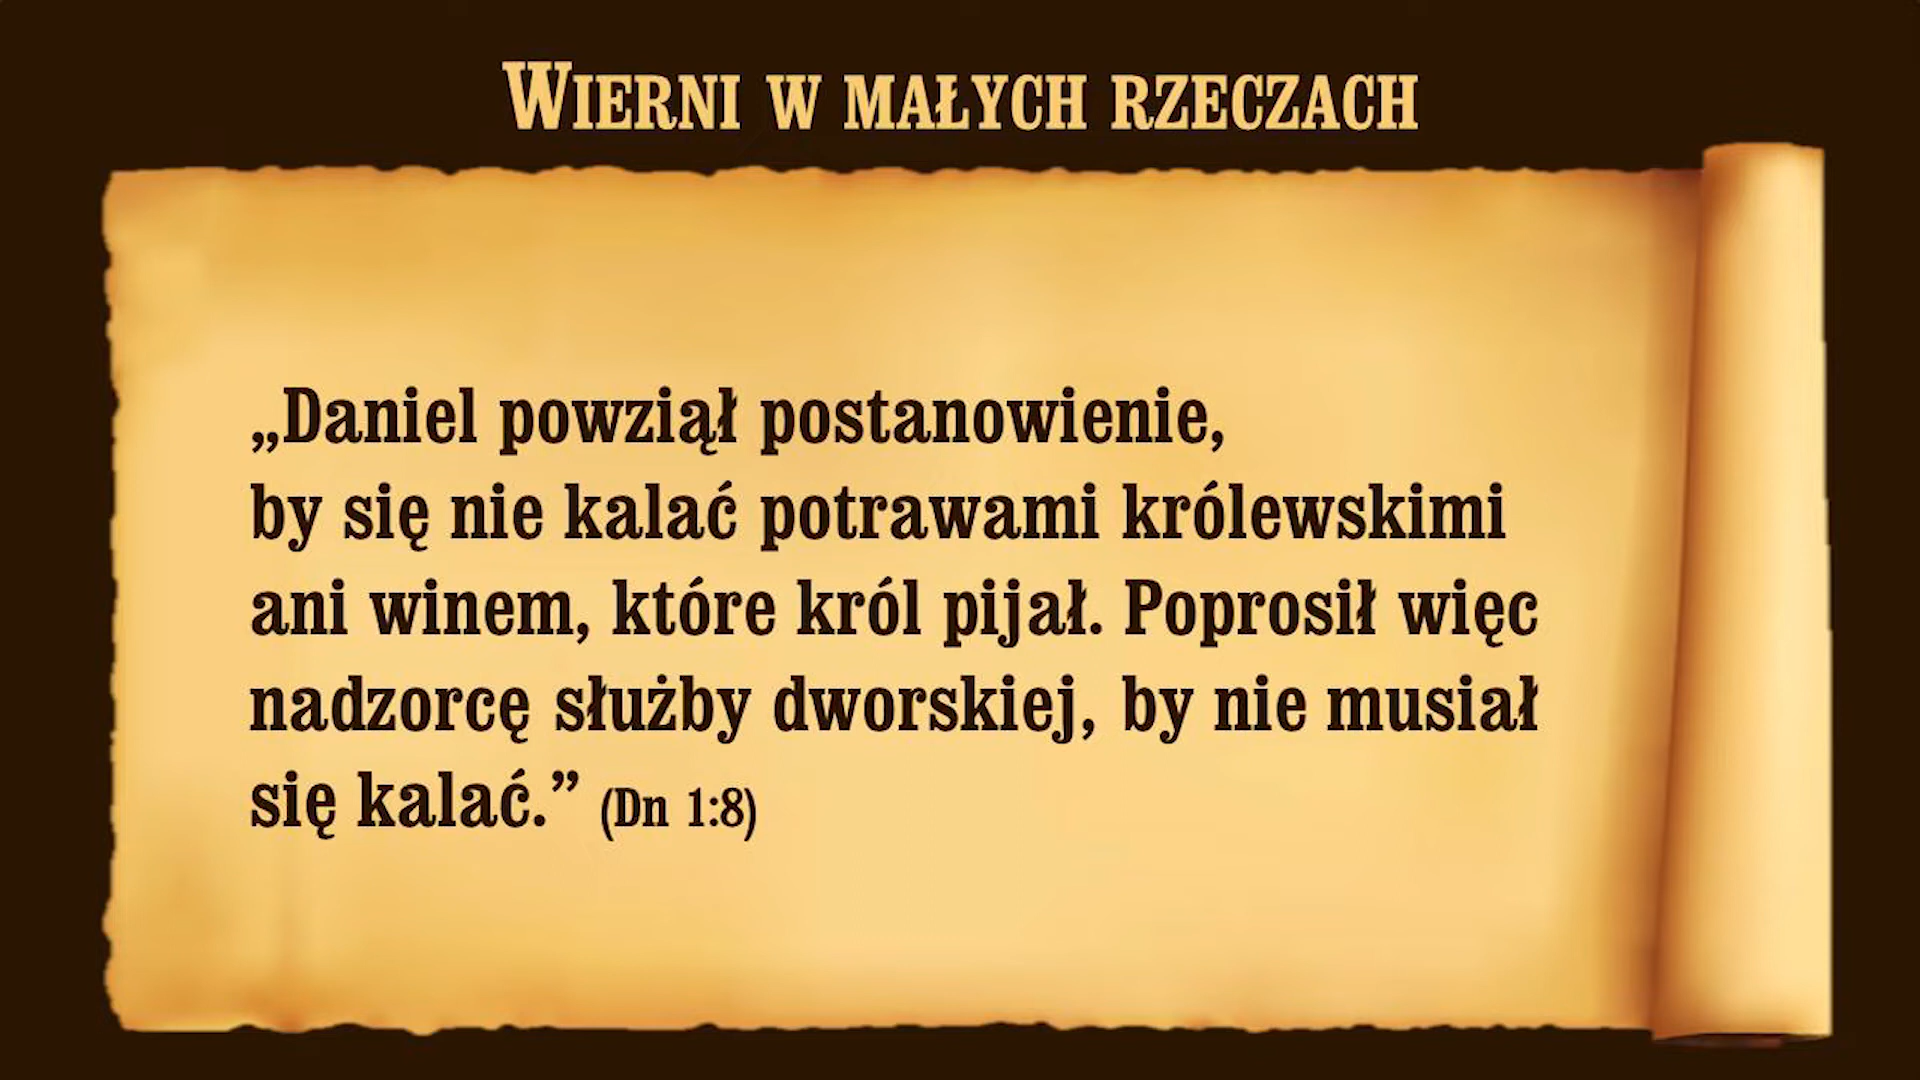 Wierni w małych rzeczach
„Daniel powziął postanowienie,
by się nie kalać potrawami królewskimi
ani winem, które król pijał. Poprosił więc
nadzorcę służby dworskiej, by nie musiał
się kalać.” (Dn 1:8)